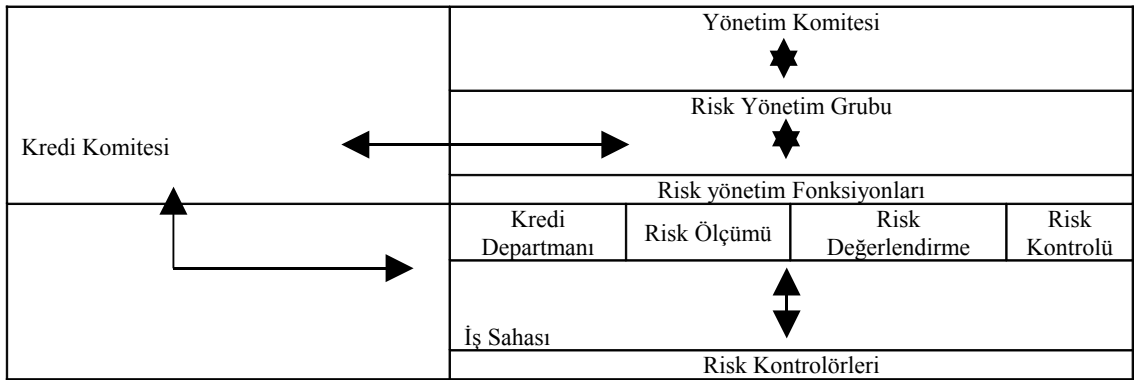 Yönetim Komitesi
Risk Yönetim Grubu
Kredi Komitesi
Risk yönetim Fonksiyonları
Kredi
Departmanı
Risk Ölçümü
Risk
Değerlendirme
Risk
Kontrolü
İş Sahası
Risk Kontrolörleri